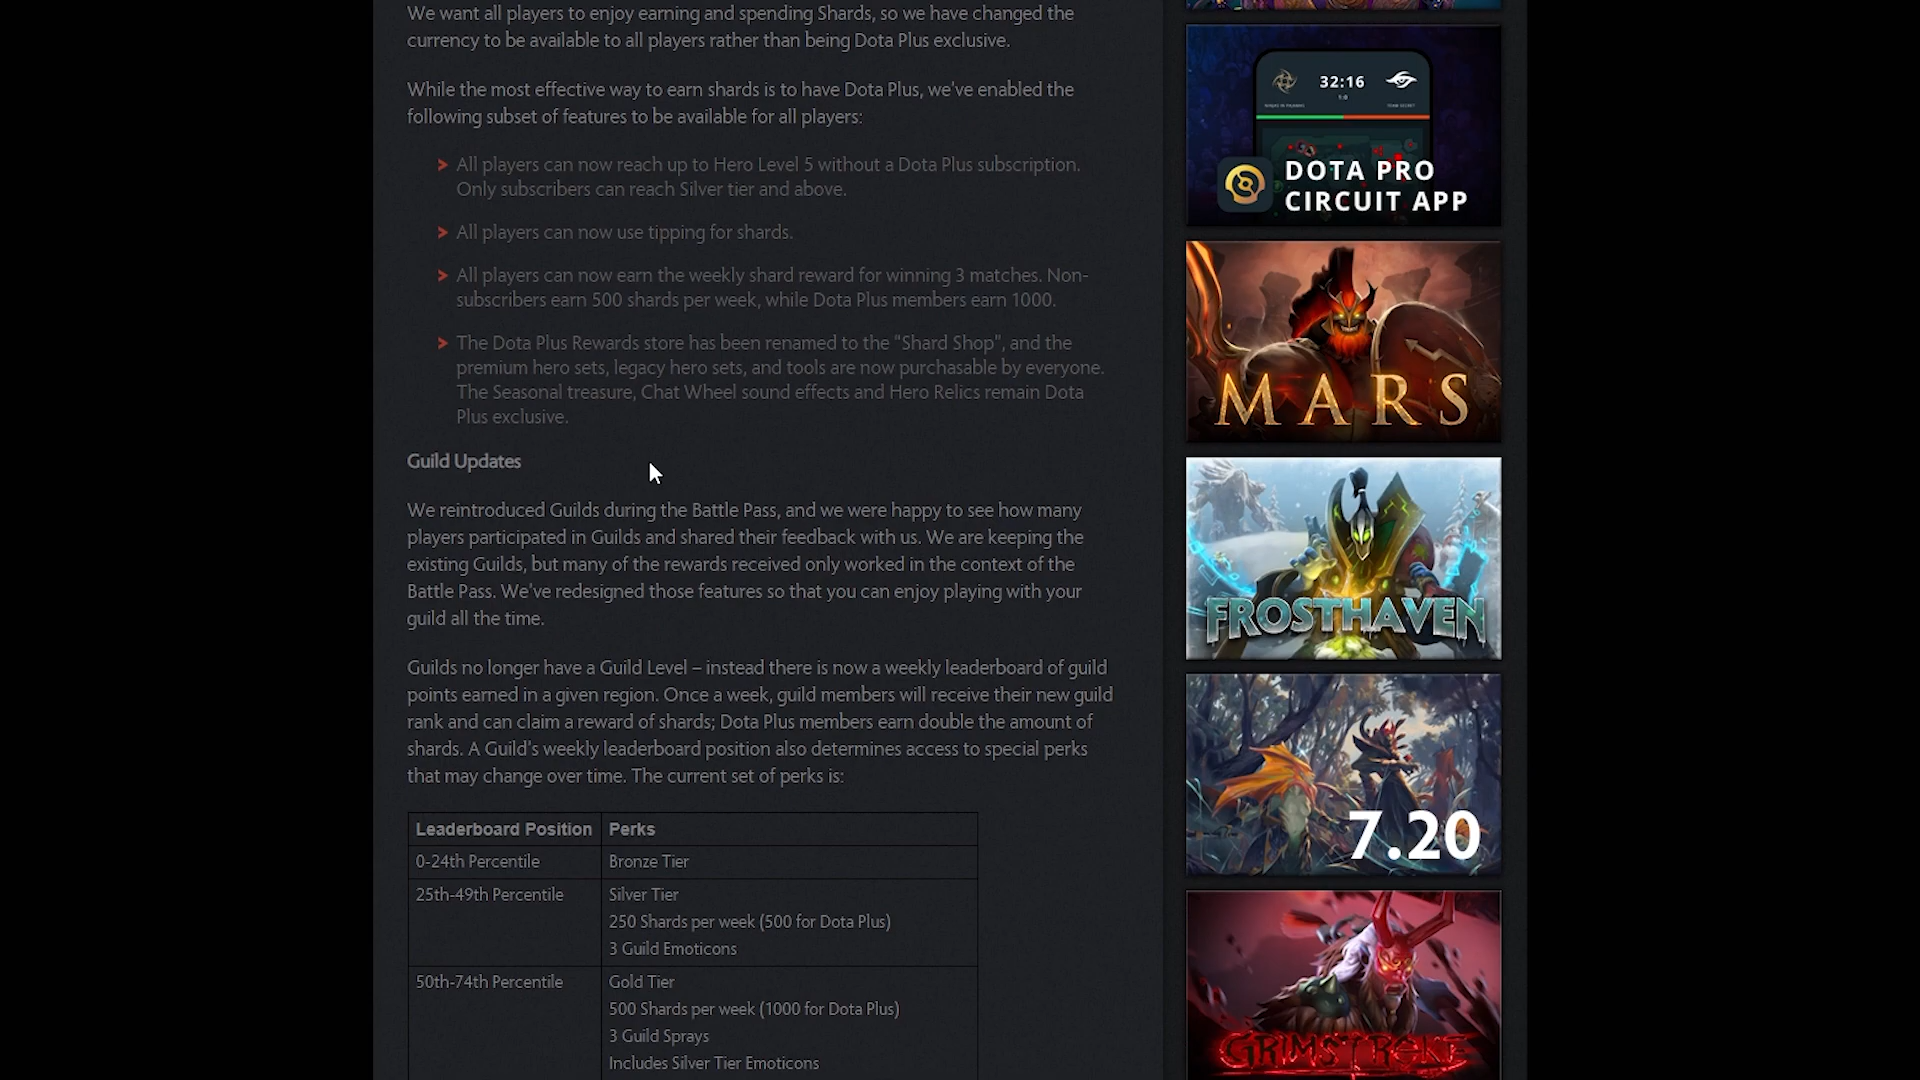 We want all players to enjoy earning and spending Shards, so we have changed the
currency to be available to all players rather than being Dota Plus exclusive.
While the most effective way to earn shards is to have Dota Plus, we've enabled the
following subset of features to be available for all players:
All players can now reach up to Hero Level 5 without a Dota Plus subscription.
Only subscribers can reach Silver tier and above.
All players can now use tipping for shards.
All players can now earn the weekly shard reward for winning 3 matches. Non-
subscribers earn 500 shards per week, while Dota Plus members earn 1000.
The Dota Plus Rewards store has been renamed to the “Shard Shop”, and the
premium hero sets, legacy hero sets, and tools are now purchasable by everyone.
The Seasonal treasure, Chat Wheel sound effects and Hero Relics remain Dota
Plus exclusive.
Guild Updates
We reintroduced Guilds during the Battle Pass, and we were happy to see how many
players participated in Guilds and shared their feedback with us. We are keeping the
existing Guilds, but many of the rewards received only worked in the context of the
Battle Pass. We've redesigned those features so that you can enjoy playing with your
guild all the time.
Guilds no longer have a Guild Level – instead there is now a weekly leaderboard of guild
points earned in a given region. Once a week, guild members will receive their new guild
rank and can claim a reward of shards; Dota Plus members earn double the amount of
shards. A Guild's weekly leaderboard position also determines access to special perks
that may change over time. The current set of perks is:
Leaderboard Position Perks
0-24th Percentile Bronze Tier
25th-49th Percentile Silver Tier
250 Shards per week (500 for Dota Plus)
3 Guild Emoticons
50th-74th Percentile Gold Tier
500 Shards per week (1000 for Dota Plus)
3 Guild Sprays
Includes Silver Tier Emoticons
32:16
DOTA PRO
CIRCUIT APP
MARS
FROSTHAVEN
7.20
GRIMSTROKE